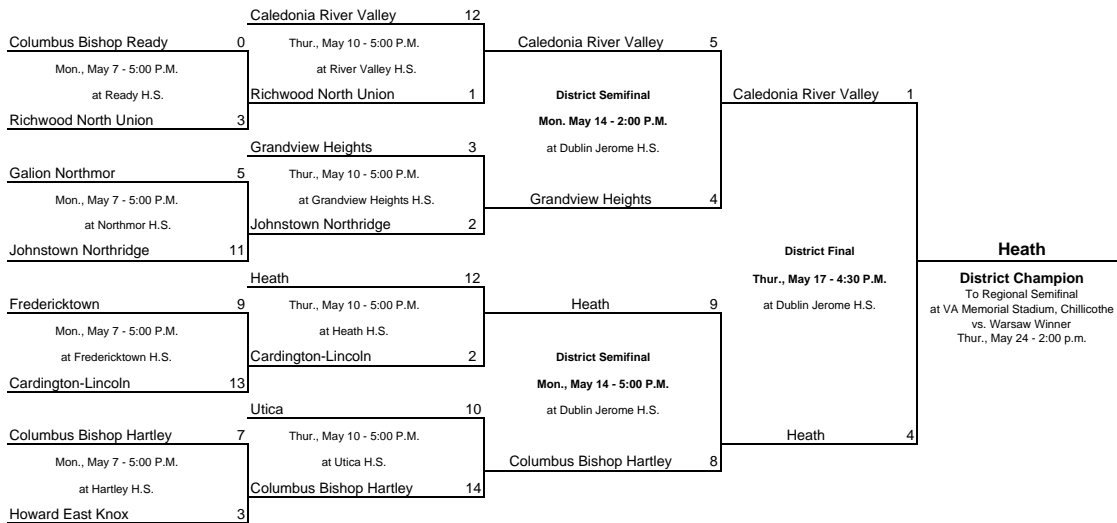 Caledonia River Valley 12
Columbus Bishop Ready 0
Thur., May 10 - 5:00 P.M.
Caledonia River Valley 5
Mon., May 7 - 5:00 P.M.
at River Valley H.S.
at Ready H.S.
Richwood North Union 1
District Semifinal
Caledonia River Valley 1
Richwood North Union 3
Mon. May 14 - 2:00 P.M.
Grandview Heights 3
at Dublin Jerome H.S.
Galion Northmor 5
Thur., May 10 - 5:00 P.M.
Mon., May 7 - 5:00 P.M.
at Grandview Heights H.S.
Grandview Heights 4
at Northmor H.S.
Johnstown Northridge 2
Johnstown Northridge 11
District Final
Heath
Heath 12
Thur., May 17 - 4:30 P.M.
District Champion
To Regional Semifinal
Fredericktown 9
Thur., May 10 - 5:00 P.M.
Heath 9
at Dublin Jerome H.S.
at VA Memorial Stadium, Chillicothe
Mon., May 7 - 5:00 P.M.
at Heath H.S.
vs. Warsaw Winner
Thur., May 24 - 2:00 p.m.
at Fredericktown H.S.
Cardington-Lincoln 2
District Semifinal
Cardington-Lincoln 13
Mon., May 14 - 5:00 P.M.
Utica 10
at Dublin Jerome H.S.
Columbus Bishop Hartley 7
Thur., May 10 - 5:00 P.M.
Heath 4
Mon., May 7 - 5:00 P.M.
at Utica H.S.
Columbus Bishop Hartley 8
at Hartley H.S.
Columbus Bishop Hartley 14
Howard East Knox 3